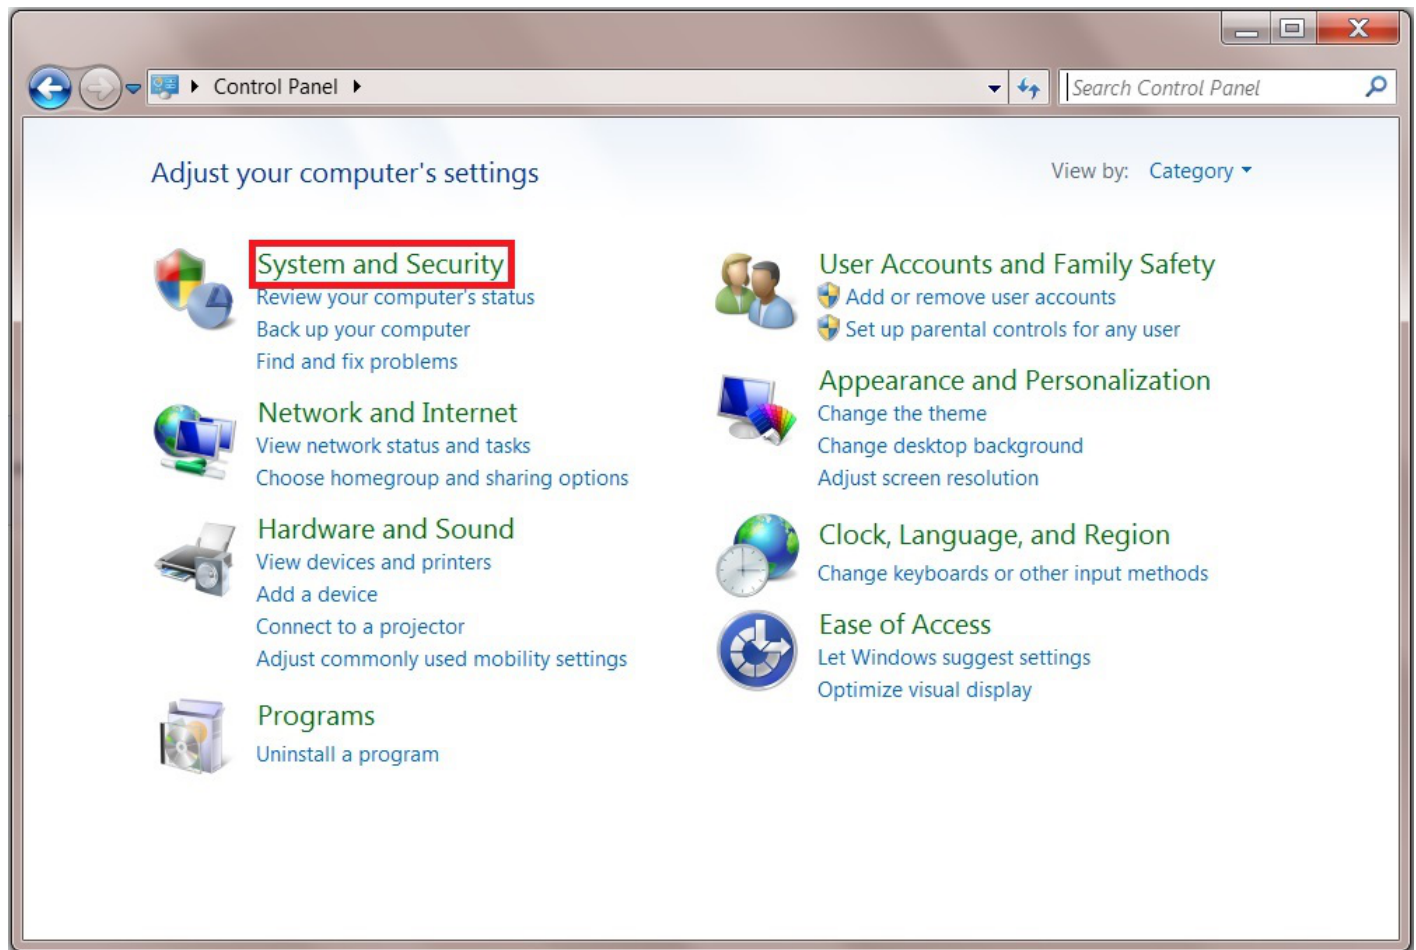 Control Panel
Search Control Panel
Adjust your computer's settings
View by: Category
System and Security
Review your computer's status
Back up your computer
Find and fix problems
Network and Internet
View network status and tasks
Choose homegroup and sharing options
Hardware and Sound
View devices and printers
Add a device
Connect to a projector
Adjust commonly used mobility settings
Programs
Uninstall a program
User Accounts and Family Safety
Add or remove user accounts
Set up parental controls for any user
Appearance and Personalization
Change the theme
Change desktop background
Adjust screen resolution
Clock, Language, and Region
Change keyboards or other input methods
Ease of Access
Let Windows suggest settings
Optimize visual display